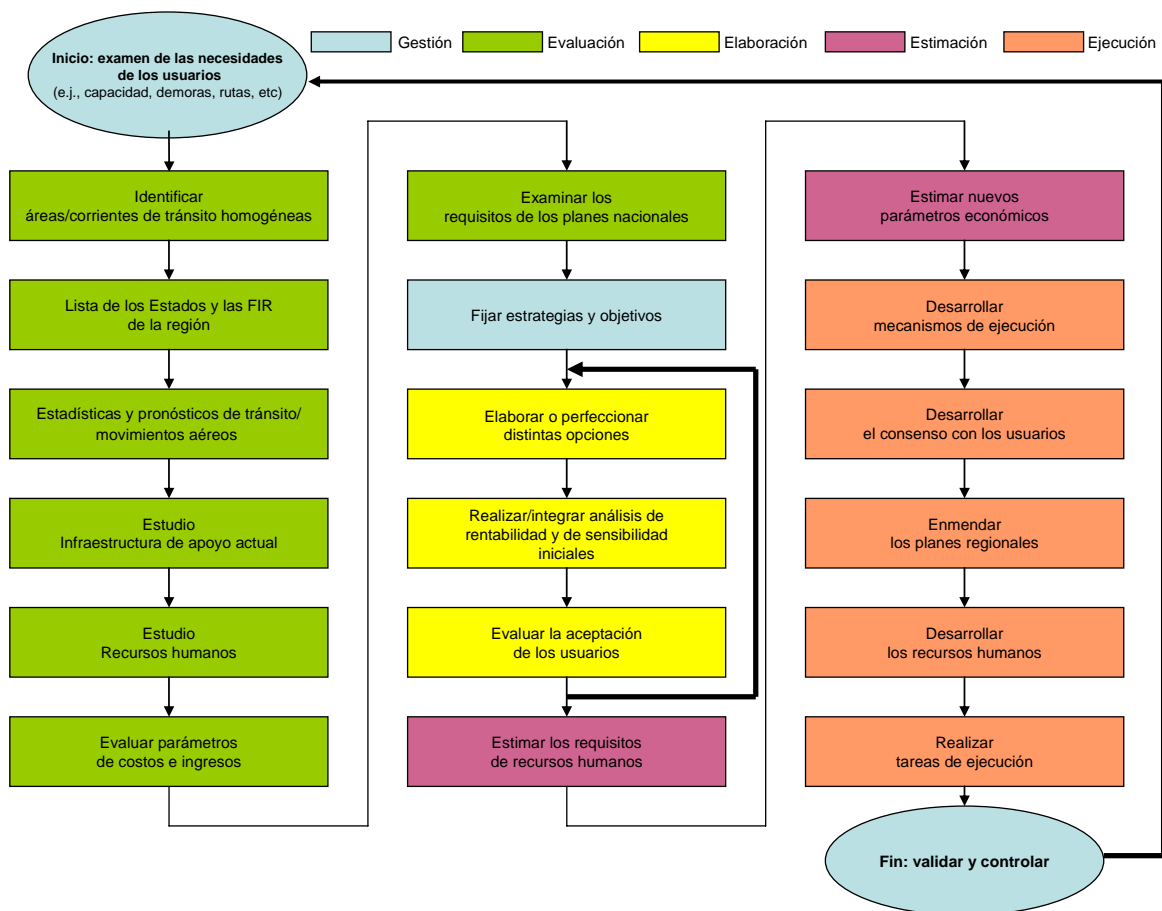 Inicio: examen de las necesidades
de los usuarios
(e.j., capacidad, demoras, rutas, etc)
Gestión
Evaluación
Elaboración
Estimación
Ejecución
Identificar
áreas/corrientes de tránsito homogéneas
Lista de los Estados y las FIR
de la región
Estadísticas y pronósticos de tránsito/
movimientos aéreos
Estudio
Infraestructura de apoyo actual
Estudio
Recursos humanos
Evaluar parámetros
de costos e ingresos
Examinar los
requisitos de los planes nacionales
Fijar estrategias y objetivos
Elaborar o perfeccionar
distintas opciones
Realizar/integrar análisis de
rentabilidad y de sensibilidad
iniciales
Evaluar la aceptación
de los usuarios
Estimar los requisitos
de recursos humanos
Estimar nuevos
parámetros económicos
Desarrollar
mecanismos de ejecución
Desarrollar
el consenso con los usuarios
Enmendar
los planes regionales
Desarrollar
los recursos humanos
Realizar
tareas de ejecución
Fin: validar y controlar